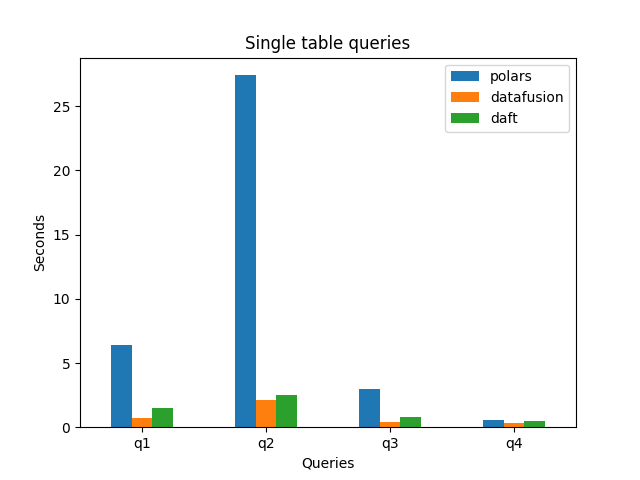 Single table queries
polars
datafusion
daft
Seconds
25
20
15
10
5
0
q1 q2 q3 q4
Queries